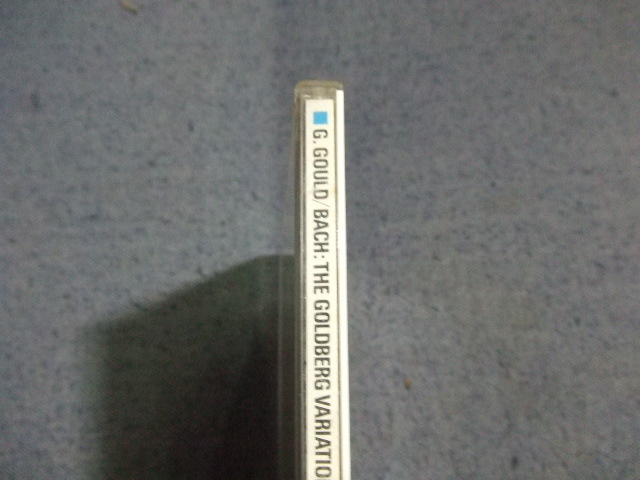 G. GOULD/BACH: THE GOLDBERG VARIATIO